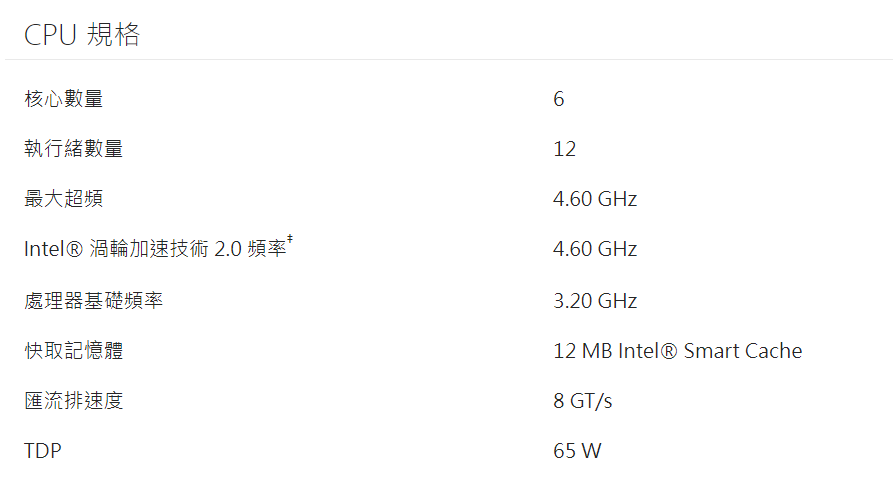 CPU 規格
核心數量 6
執行緒數量 12
最大超頻 4.60 GHz
Intel® 渦輪加速技術 2.0 頻率‡ 4.60 GHz
處理器基礎頻率 3.20 GHz
快取記憶體 12 MB Intel® Smart Cache
匯流排速度 8 GT/s
TDP 65 W